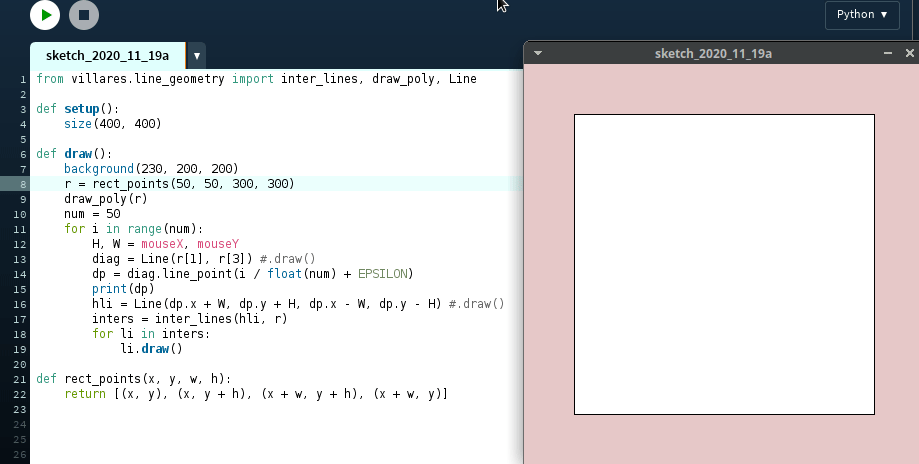 Python ▼
sketch_2020_11_19a ▼
sketch_2020_11_19a
1 from villares.line_geometry import inter_lines, draw_poly, Line
2
3 def setup():
4     size(400, 400)
5
6 def draw():
7     background(230, 200, 200)
8     r = rect_points(50, 50, 300, 300)
9     draw_poly(r)
10     num = 50
11     for i in range(num):
12         H, W = mouseX, mouseY
13         diag = Line(r[1], r[3]) #.draw()
14         dp = diag.line_point(i / float(num) + EPSILON)
15         print(dp)
16         hli = Line(dp.x + W, dp.y + H, dp.x - W, dp.y - H) #.draw()
17         inters = inter_lines(hli, r)
18         for li in inters:
19             li.draw()
20
21 def rect_points(x, y, w, h):
22     return [(x, y), (x, y + h), (x + w, y + h), (x + w, y)]
23
24
25
26